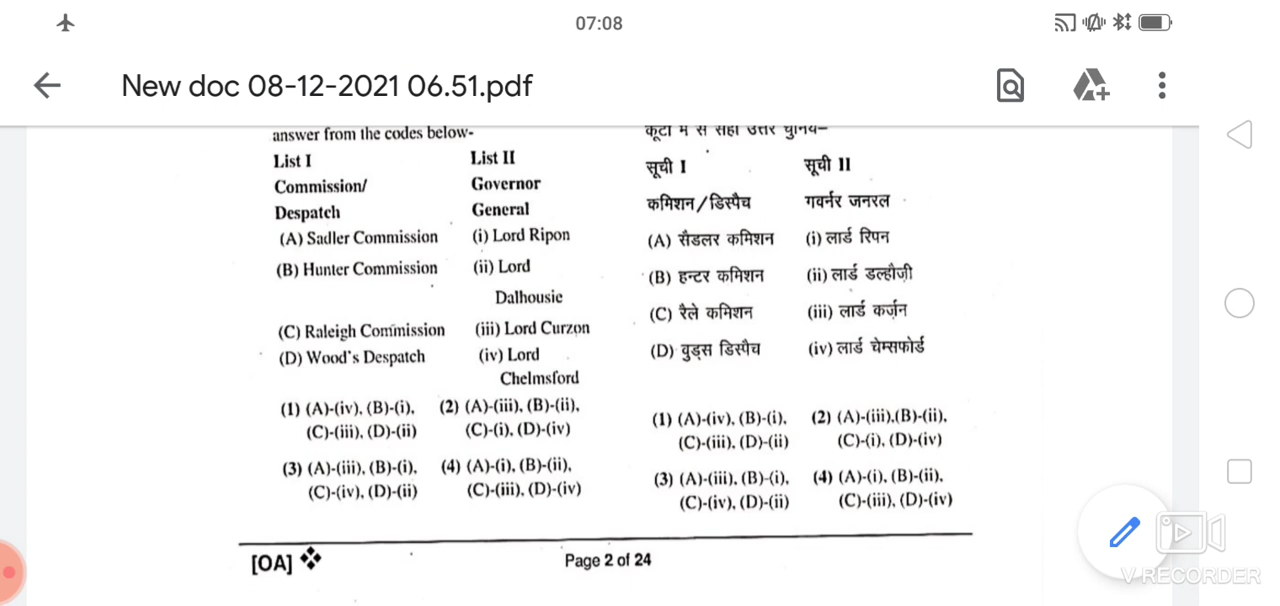 07:08
New doc 08-12-2021 06.51.pdf
answer from the codes below-
List I
List II
Commission/
Governor
Despatch
General
(A) Sadler Commission
(i) Lord Ripon
(B) Hunter Commission
(ii) Lord
Dalhousie
(C) Raleigh Commission
(iii) Lord Curzon
(D) Wood's Despatch
(iv) Lord
Chelmsford
(1) (A)-(iv), (B)-(i),
(C)-(iii), (D)-(ii)
(2) (A)-(iii), (B)-(ii),
(C)-(i), (D)-(iv)
(3) (A)-(iii), (B)-(i),
(C)-(iv), (D)-(ii)
(4) (A)-(i), (B)-(ii),
(C)-(iii), (D)-(iv)
कूटों में से सही उत्तर चुनिये–
सूची I
सूची II
कमिशन/डिस्पैच
गवर्नर जनरल
(A) सैडलर कमिशन
(i) लार्ड रिपन
(B) हन्टर कमिशन
(ii) लार्ड डल्हौज़ी
(C) रैले कमिशन
(iii) लार्ड कर्ज़न
(D) वुड्स डिस्पैच
(iv) लार्ड चेम्सफोर्ड
(1) (A)-(iv), (B)-(i),
(C)-(iii), (D)-(ii)
(2) (A)-(iii),(B)-(ii),
(C)-(i), (D)-(iv)
(3) (A)-(iii), (B)-(i),
(C)-(iv), (D)-(ii)
(4) (A)-(i), (B)-(ii),
(C)-(iii), (D)-(iv)
[OA]
Page 2 of 24
V RECORDER